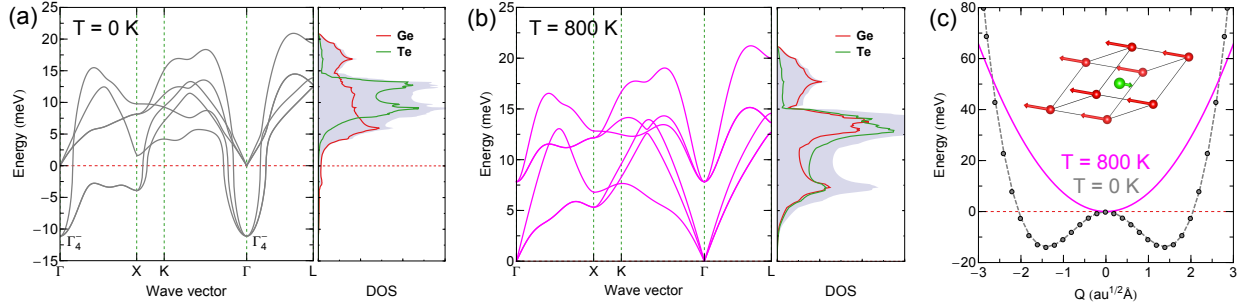 (a)
T = 0 K
Energy (meV)
25
20
15
10
5
0
−5
−10
−15
Γ₄⁻
Γ₄⁻
Γ X K Γ L
Wave vector
Ge
Te
DOS
(b)
T = 800 K
Energy (meV)
25
20
15
10
5
0
Γ X K Γ L
Wave vector
Ge
Te
DOS
(c)
Energy (meV)
80
60
40
20
0
−20
T = 800 K
T = 0 K
−3 −2 −1 0 1 2 3
Q (au¹ᐟ²Å)